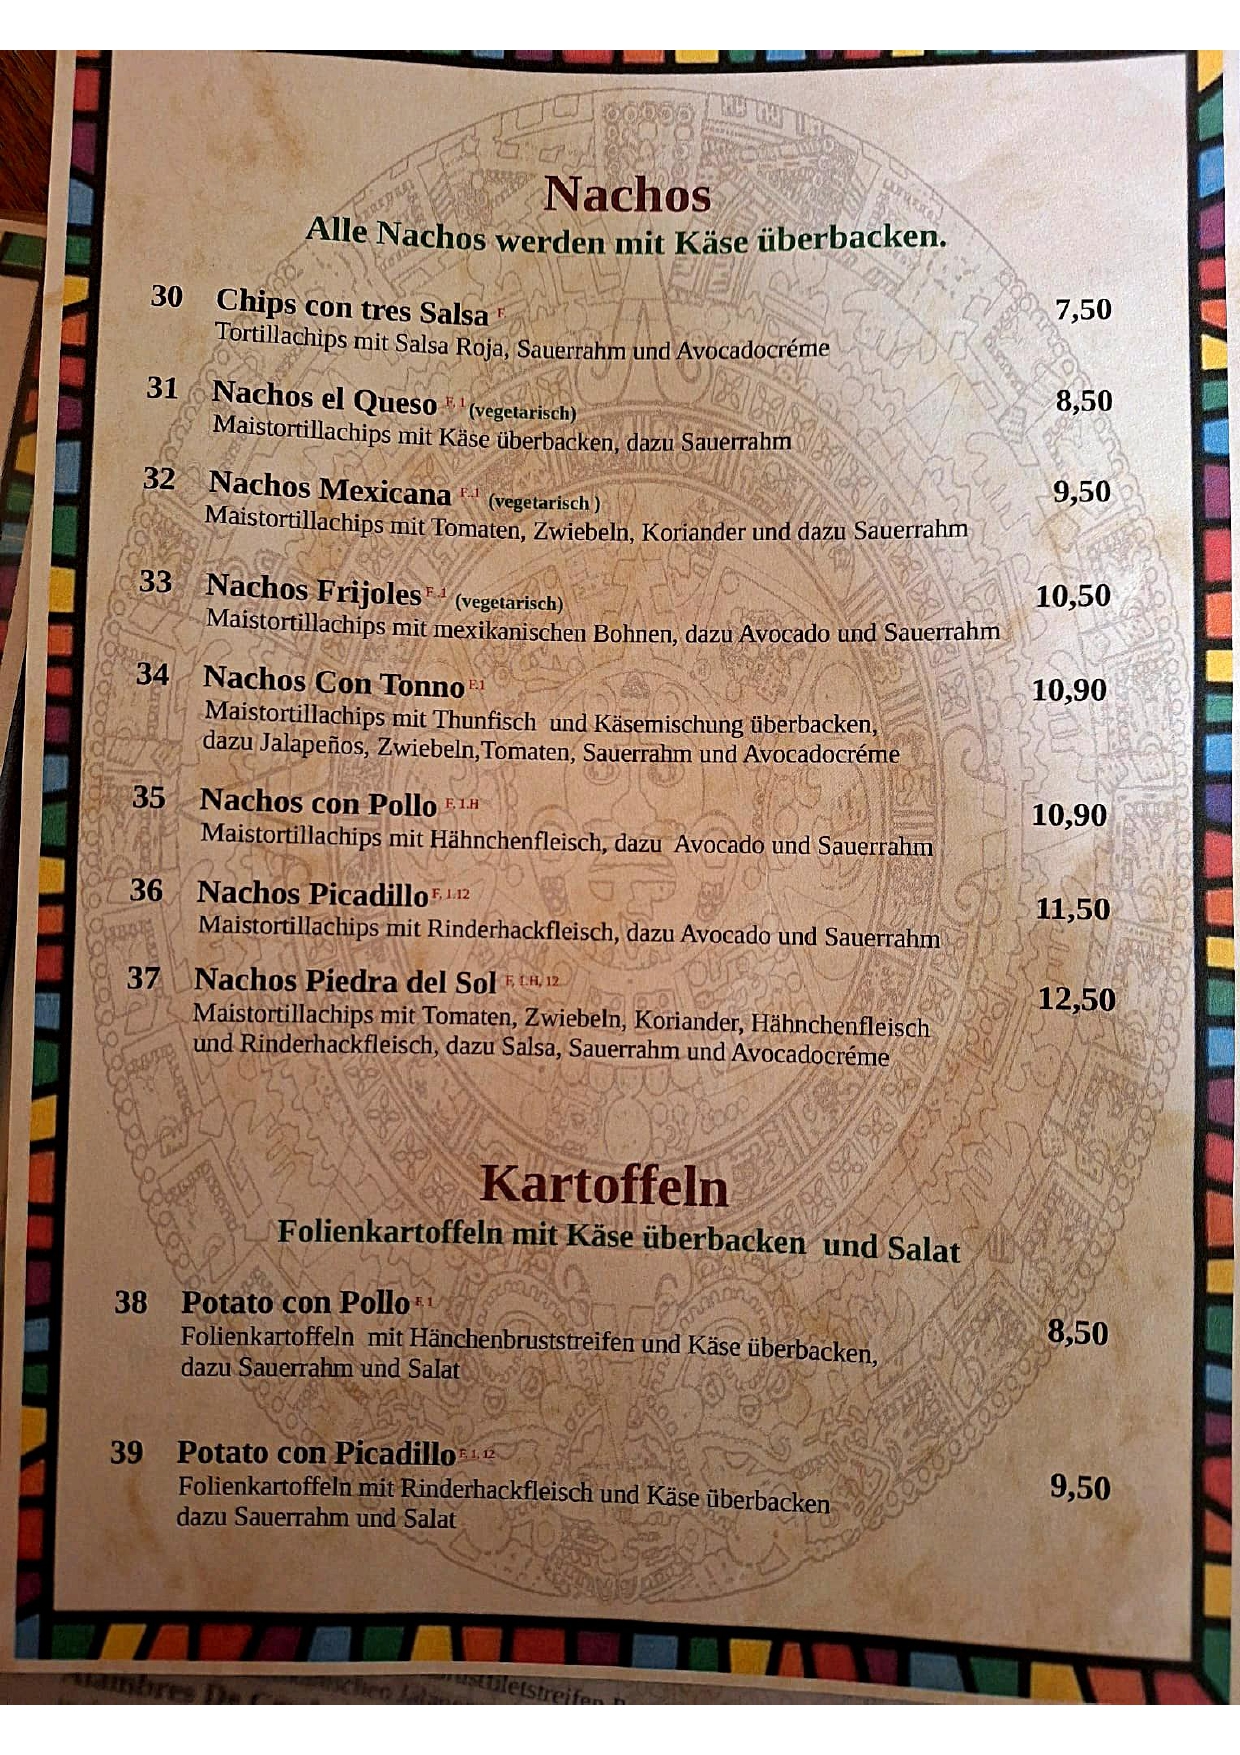 Nachos
Alle Nachos werden mit Käse überbacken.
30 Chips con tres Salsa F 7,50
Tortillachips mit Salsa Roja, Sauerrahm und Avocadocréme
31 Nachos el Queso F, 1 (vegetarisch) 8,50
Maistortillachips mit Käse überbacken, dazu Sauerrahm
32 Nachos Mexicana F,1 (vegetarisch ) 9,50
Maistortillachips mit Tomaten, Zwiebeln, Koriander und dazu Sauerrahm
33 Nachos Frijoles F,1 (vegetarisch) 10,50
Maistortillachips mit mexikanischen Bohnen, dazu Avocado und Sauerrahm
34 Nachos Con Tonno F,1 10,90
Maistortillachips mit Thunfisch und Käsemischung überbacken,
dazu Jalapeños, Zwiebeln,Tomaten, Sauerrahm und Avocadocréme
35 Nachos con Pollo F, 1,H 10,90
Maistortillachips mit Hähnchenfleisch, dazu Avocado und Sauerrahm
36 Nachos Picadillo F, 1,12 11,50
Maistortillachips mit Rinderhackfleisch, dazu Avocado und Sauerrahm
37 Nachos Piedra del Sol F, 1,H, 12 12,50
Maistortillachips mit Tomaten, Zwiebeln, Koriander, Hähnchenfleisch
und Rinderhackfleisch, dazu Salsa, Sauerrahm und Avocadocréme
Kartoffeln
Folienkartoffeln mit Käse überbacken und Salat
38 Potato con Pollo F,1 8,50
Folienkartoffeln mit Hänchenbruststreifen und Käse überbacken,
dazu Sauerrahm und Salat
39 Potato con Picadillo F, 1, 12 9,50
Folienkartoffeln mit Rinderhackfleisch und Käse überbacken
dazu Sauerrahm und Salat
Alambres De